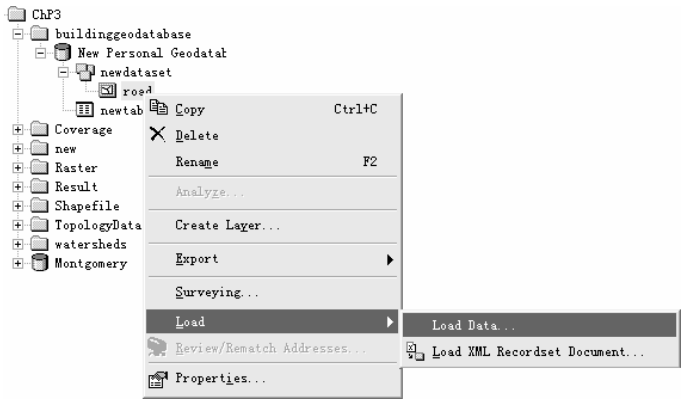 ChP3
buildinggeodatabase
New Personal Geodatab
newdataset
road
newtab
Coverage
new
Raster
Result
Shapefile
TopologyData
watersheds
Montgomery
Copy Ctrl+C
Delete
Rename F2
Analyze...
Create Layer...
Export
Surveying...
Load
Review/Rematch Addresses...
Properties...
Load Data...
Load XML Recordset Document...